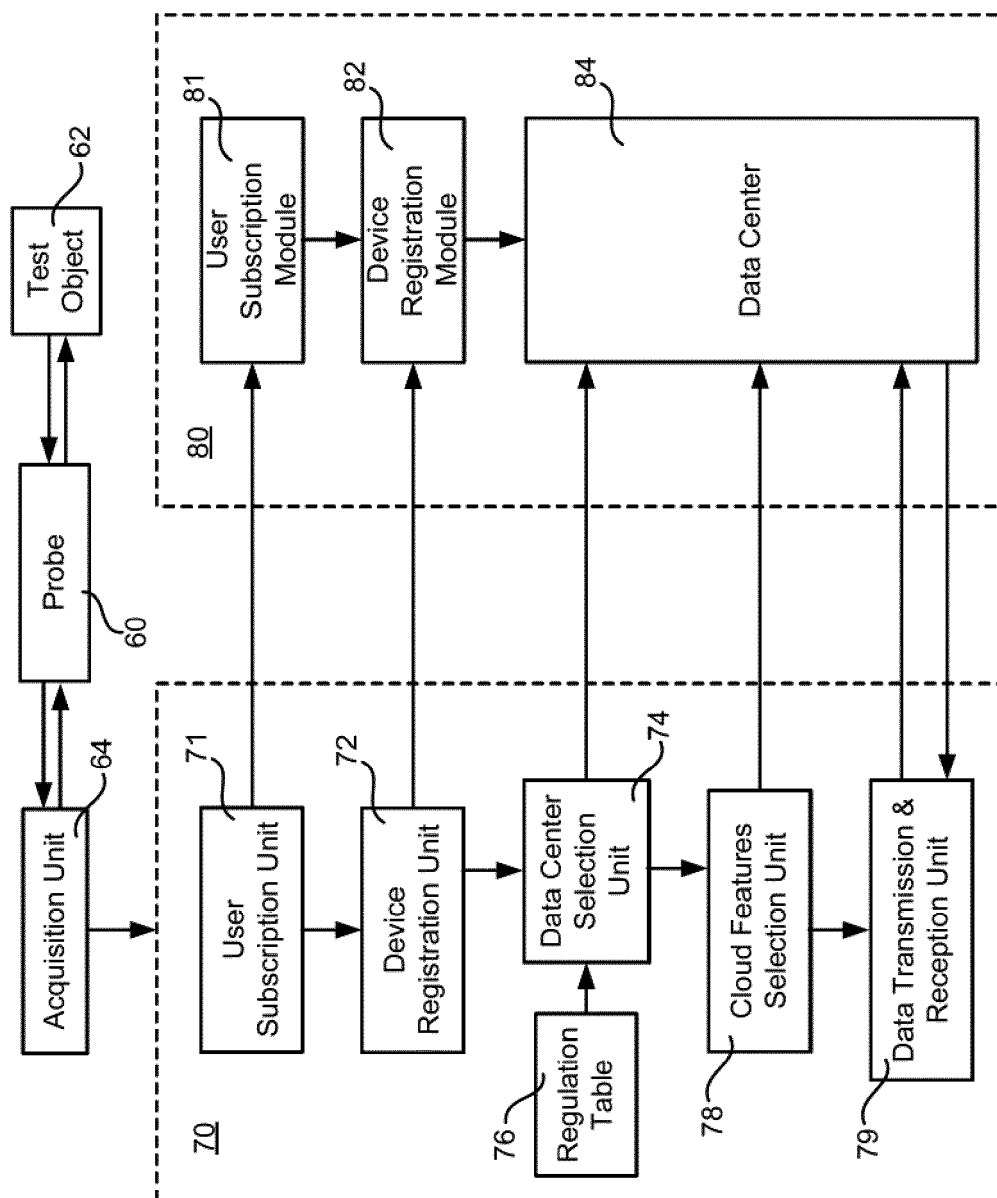 Acquisition Unit
64
Probe
60
Test
Object
62
70
User
Subscription Unit
71
Device
Registration Unit
72
Regulation
Table
76
Data Center
Selection
Unit
74
Cloud Features
Selection Unit
78
Data Transmission &
Reception Unit
79
80
User
Subscription
Module
81
Device
Registration
Module
82
Data Center
84